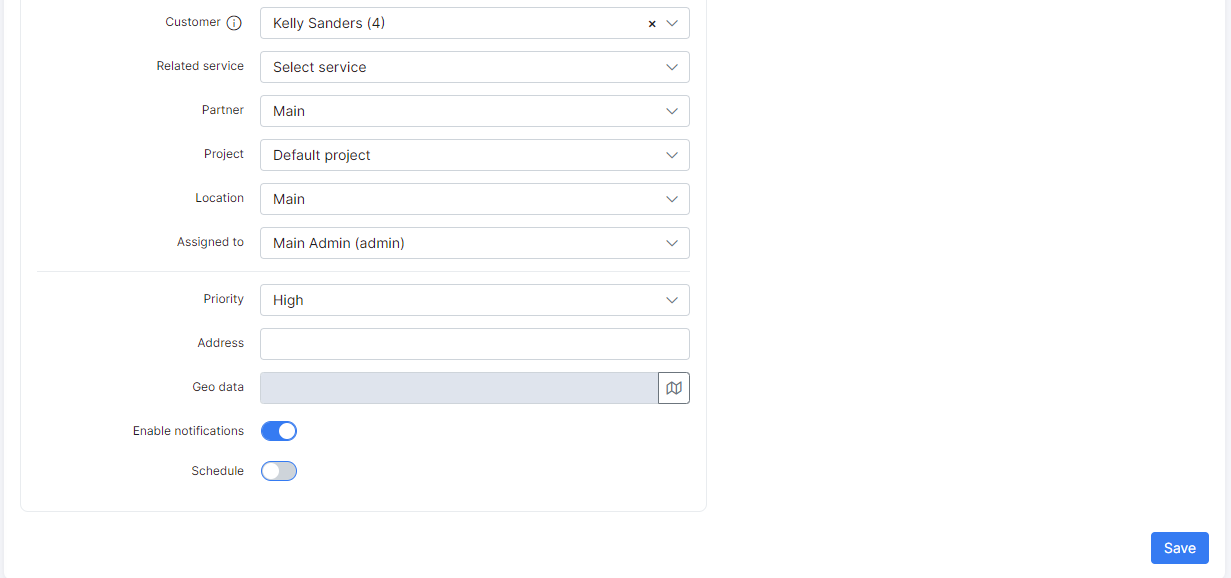 Customer Kelly Sanders (4)
Related service Select service
Partner Main
Project Default project
Location Main
Assigned to Main Admin (admin)
Priority High
Address
Geo data
Enable notifications
Schedule
Save